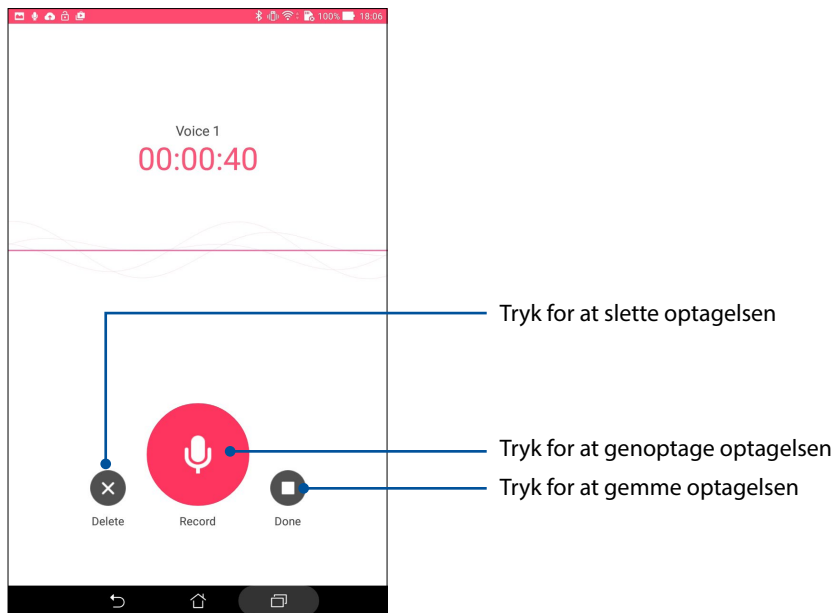 100% 18:06
Voice 1
00:00:40
Tryk for at slette optagelsen
Tryk for at genoptage optagelsen
Tryk for at gemme optagelsen
Delete Record Done